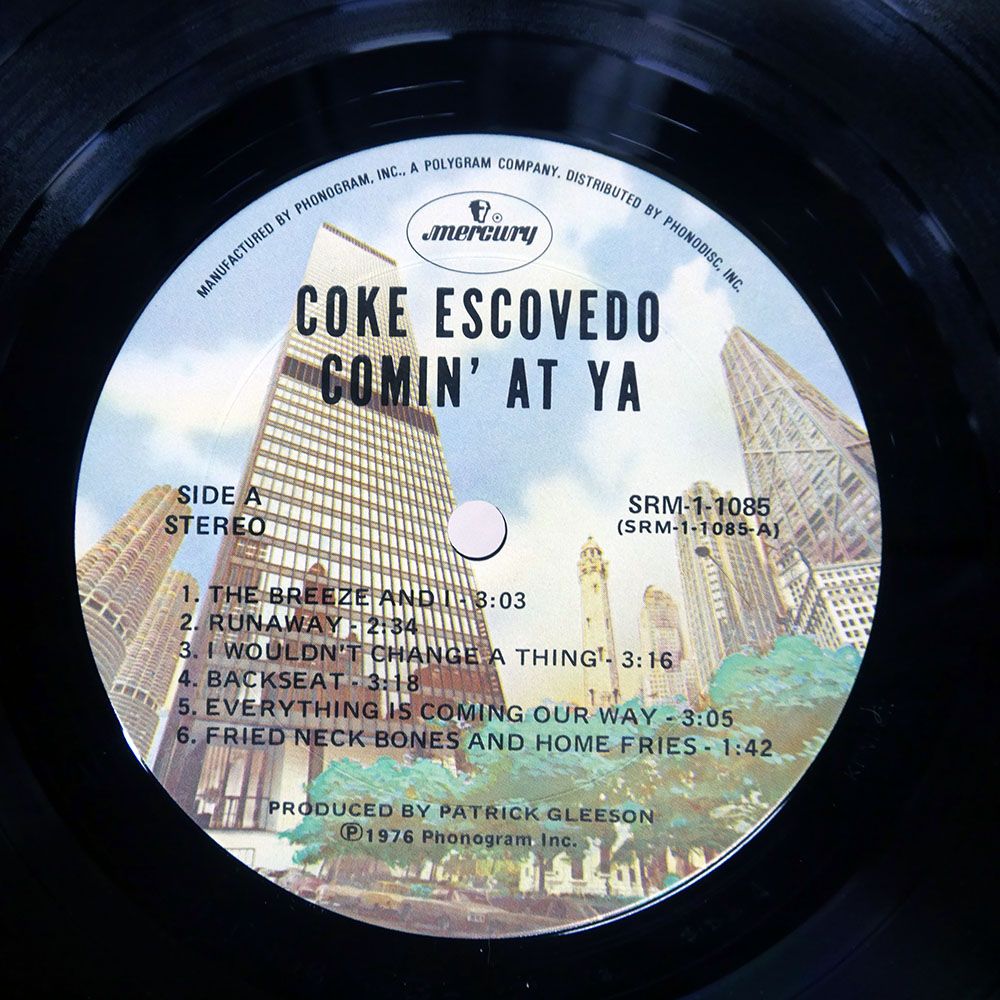 MANUFACTURED BY PHONOGRAM, INC., A POLYGRAM COMPANY. DISTRIBUTED BY PHONODISC, INC.
mercury
COKE ESCOVEDO
COMIN' AT YA
SIDE A
STEREO
SRM-1-1085
(SRM-1-1085-A)
1. THE BREEZE AND I - 3:03
2. RUNAWAY - 2:34
3. I WOULDN'T CHANGE A THING - 3:16
4. BACKSEAT - 3:18
5. EVERYTHING IS COMING OUR WAY - 3:05
6. FRIED NECK BONES AND HOME FRIES - 1:42
PRODUCED BY PATRICK GLEESON
Ⓟ1976 Phonogram Inc.